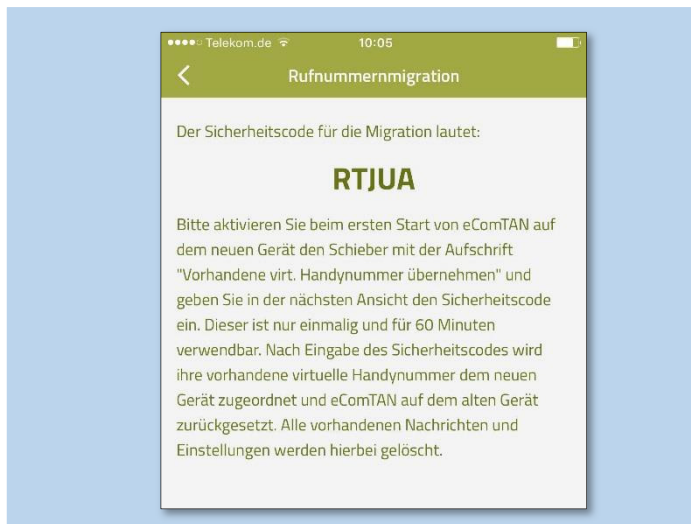 Telekom.de 10:05
Rufnummernmigration
Der Sicherheitscode für die Migration lautet:
RTJUA
Bitte aktivieren Sie beim ersten Start von eComTAN auf
dem neuen Gerät den Schieber mit der Aufschrift
"Vorhandene virt. Handynummer übernehmen" und
geben Sie in der nächsten Ansicht den Sicherheitscode
ein. Dieser ist nur einmalig und für 60 Minuten
verwendbar. Nach Eingabe des Sicherheitscodes wird
ihre vorhandene virtuelle Handynummer dem neuen
Gerät zugeordnet und eComTAN auf dem alten Gerät
zurückgesetzt. Alle vorhandenen Nachrichten und
Einstellungen werden hierbei gelöscht.